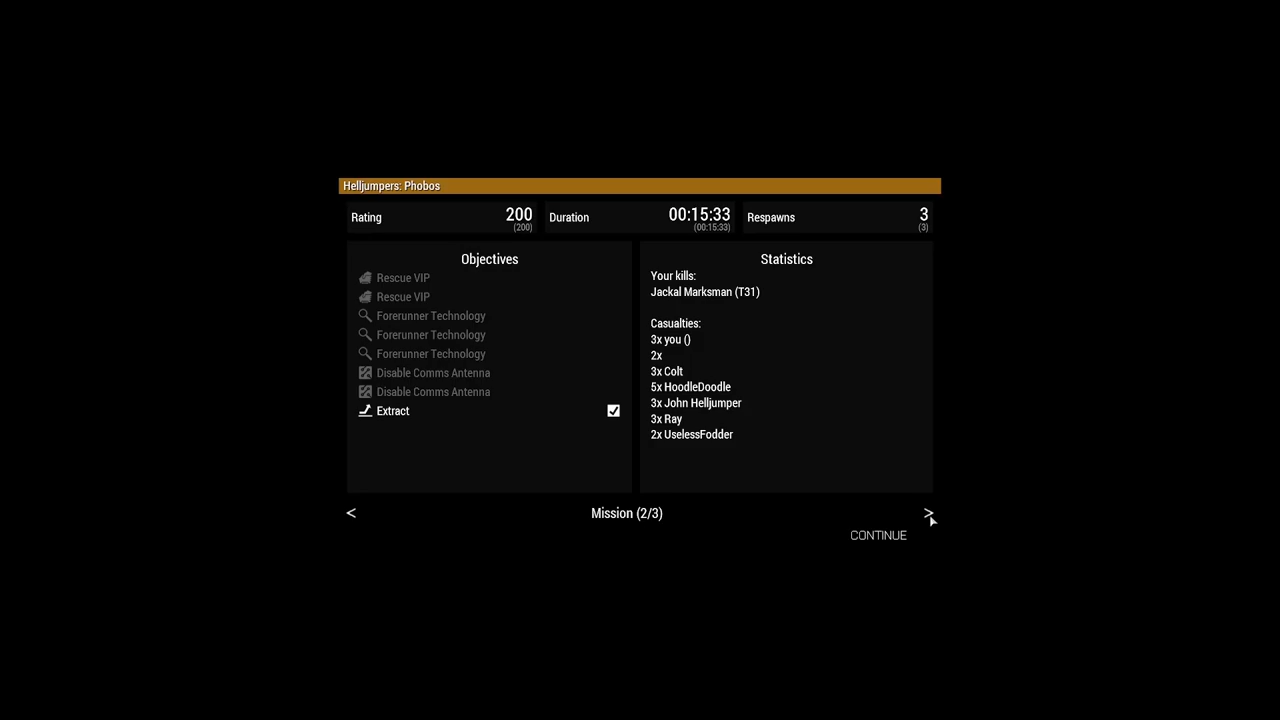 Helljumpers: Phobos
Rating 200 (200)
Duration 00:15:33 (00:15:33)
Respawns 3 (3)
Objectives
Rescue VIP
Rescue VIP
Forerunner Technology
Forerunner Technology
Forerunner Technology
Disable Comms Antenna
Disable Comms Antenna
Extract
Statistics
Your kills:
Jackal Marksman (T31)
Casualties:
3x you ()
2x
3x Colt
5x HoodleDoodle
3x John Helljumper
3x Ray
2x UselessFodder
< Mission (2/3) >
CONTINUE